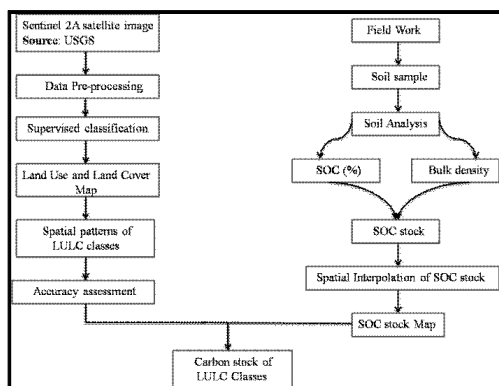 Sentinel 2A satellite image
Source: USGS
Data Pre-processing
Supervised classification
Land Use and Land Cover
Map
Spatial patterns of
LULC classes
Accuracy assessment
Field Work
Soil sample
Soil Analysis
SOC (%)
Bulk density
SOC stock
Spatial Interpolation of SOC stock
SOC stock Map
Carbon stock of
LULC Classes